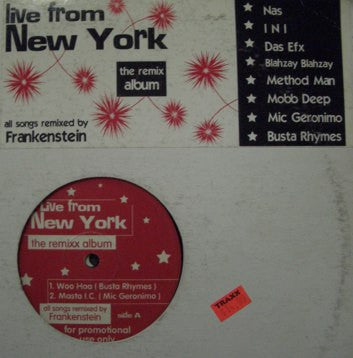 live from
New York
the remix
album
all songs remixed by
Frankenstein
Nas
I N I
Das Efx
Blahzay Blahzay
Method Man
Mobb Deep
Mic Geronimo
Busta Rhymes
Live from
New York
the remixx album
1. Woo Hao ( Busta Rhymes )
2. Masta I.C. ( Mic Geronimo )
all songs remixed by
Frankenstein
side A
for promotional
use only
TRAXX